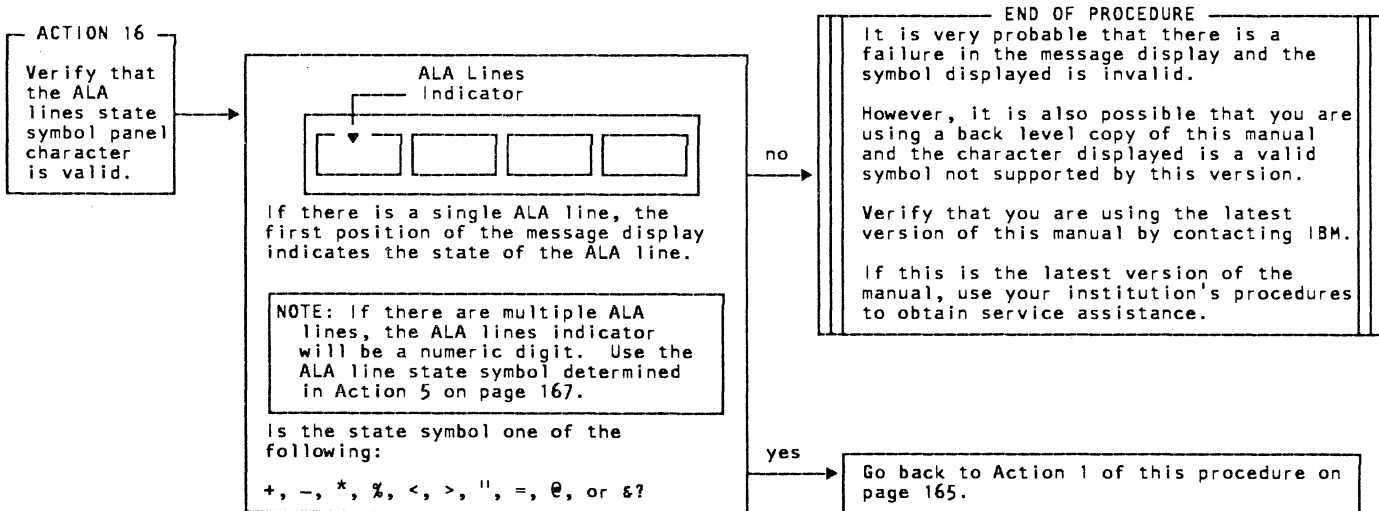 ACTION 16
Verify that
the ALA
lines state
symbol panel
character
is valid.
ALA Lines
Indicator
If there is a single ALA line, the
first position of the message display
indicates the state of the ALA line.
NOTE: If there are multiple ALA
lines, the ALA lines indicator
will be a numeric digit. Use the
ALA line state symbol determined
in Action 5 on page 167.
Is the state symbol one of the
following:
+, -, *, %, <, >, ", =, @, or &?
no
END OF PROCEDURE
It is very probable that there is a
failure in the message display and the
symbol displayed is invalid.
However, it is also possible that you are
using a back level copy of this manual
and the character displayed is a valid
symbol not supported by this version.
Verify that you are using the latest
version of this manual by contacting IBM.
If this is the latest version of the
manual, use your institution's procedures
to obtain service assistance.
yes
Go back to Action 1 of this procedure on
page 165.